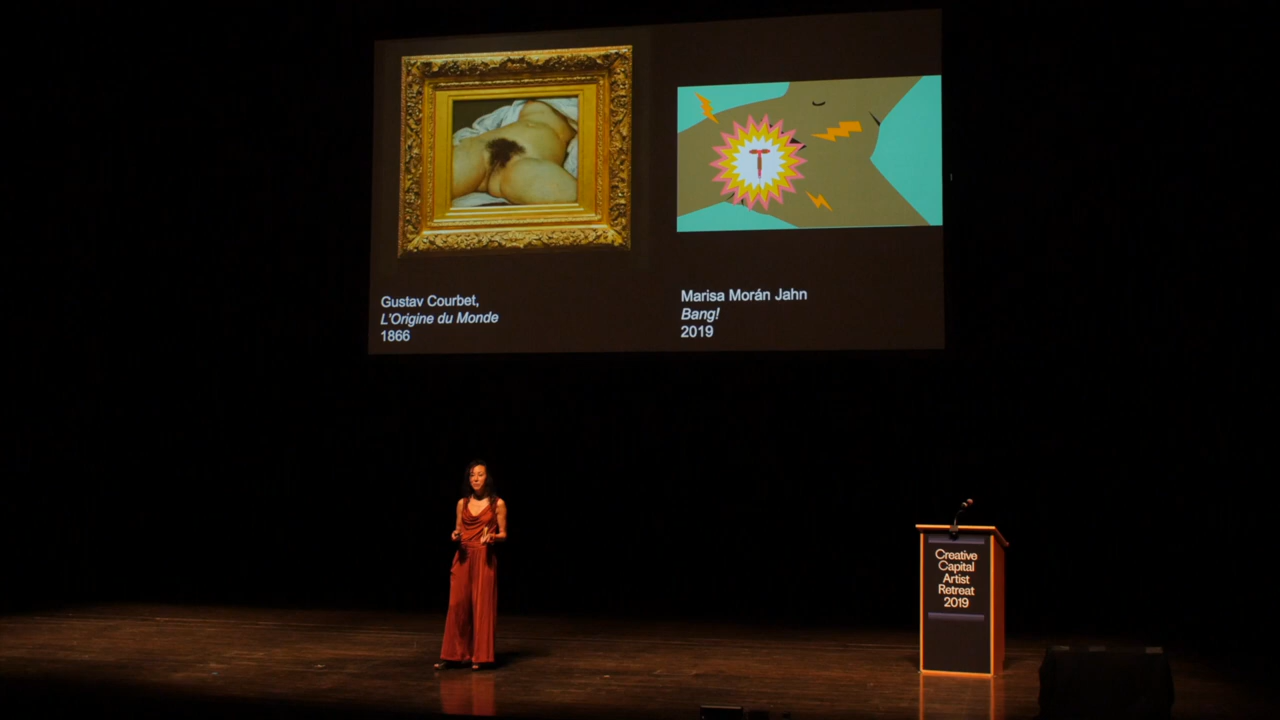 Gustav Courbet,
L'Origine du Monde
1866
Marisa Morán Jahn
Bang!
2019
Creative
Capital
Artist
Retreat
2019